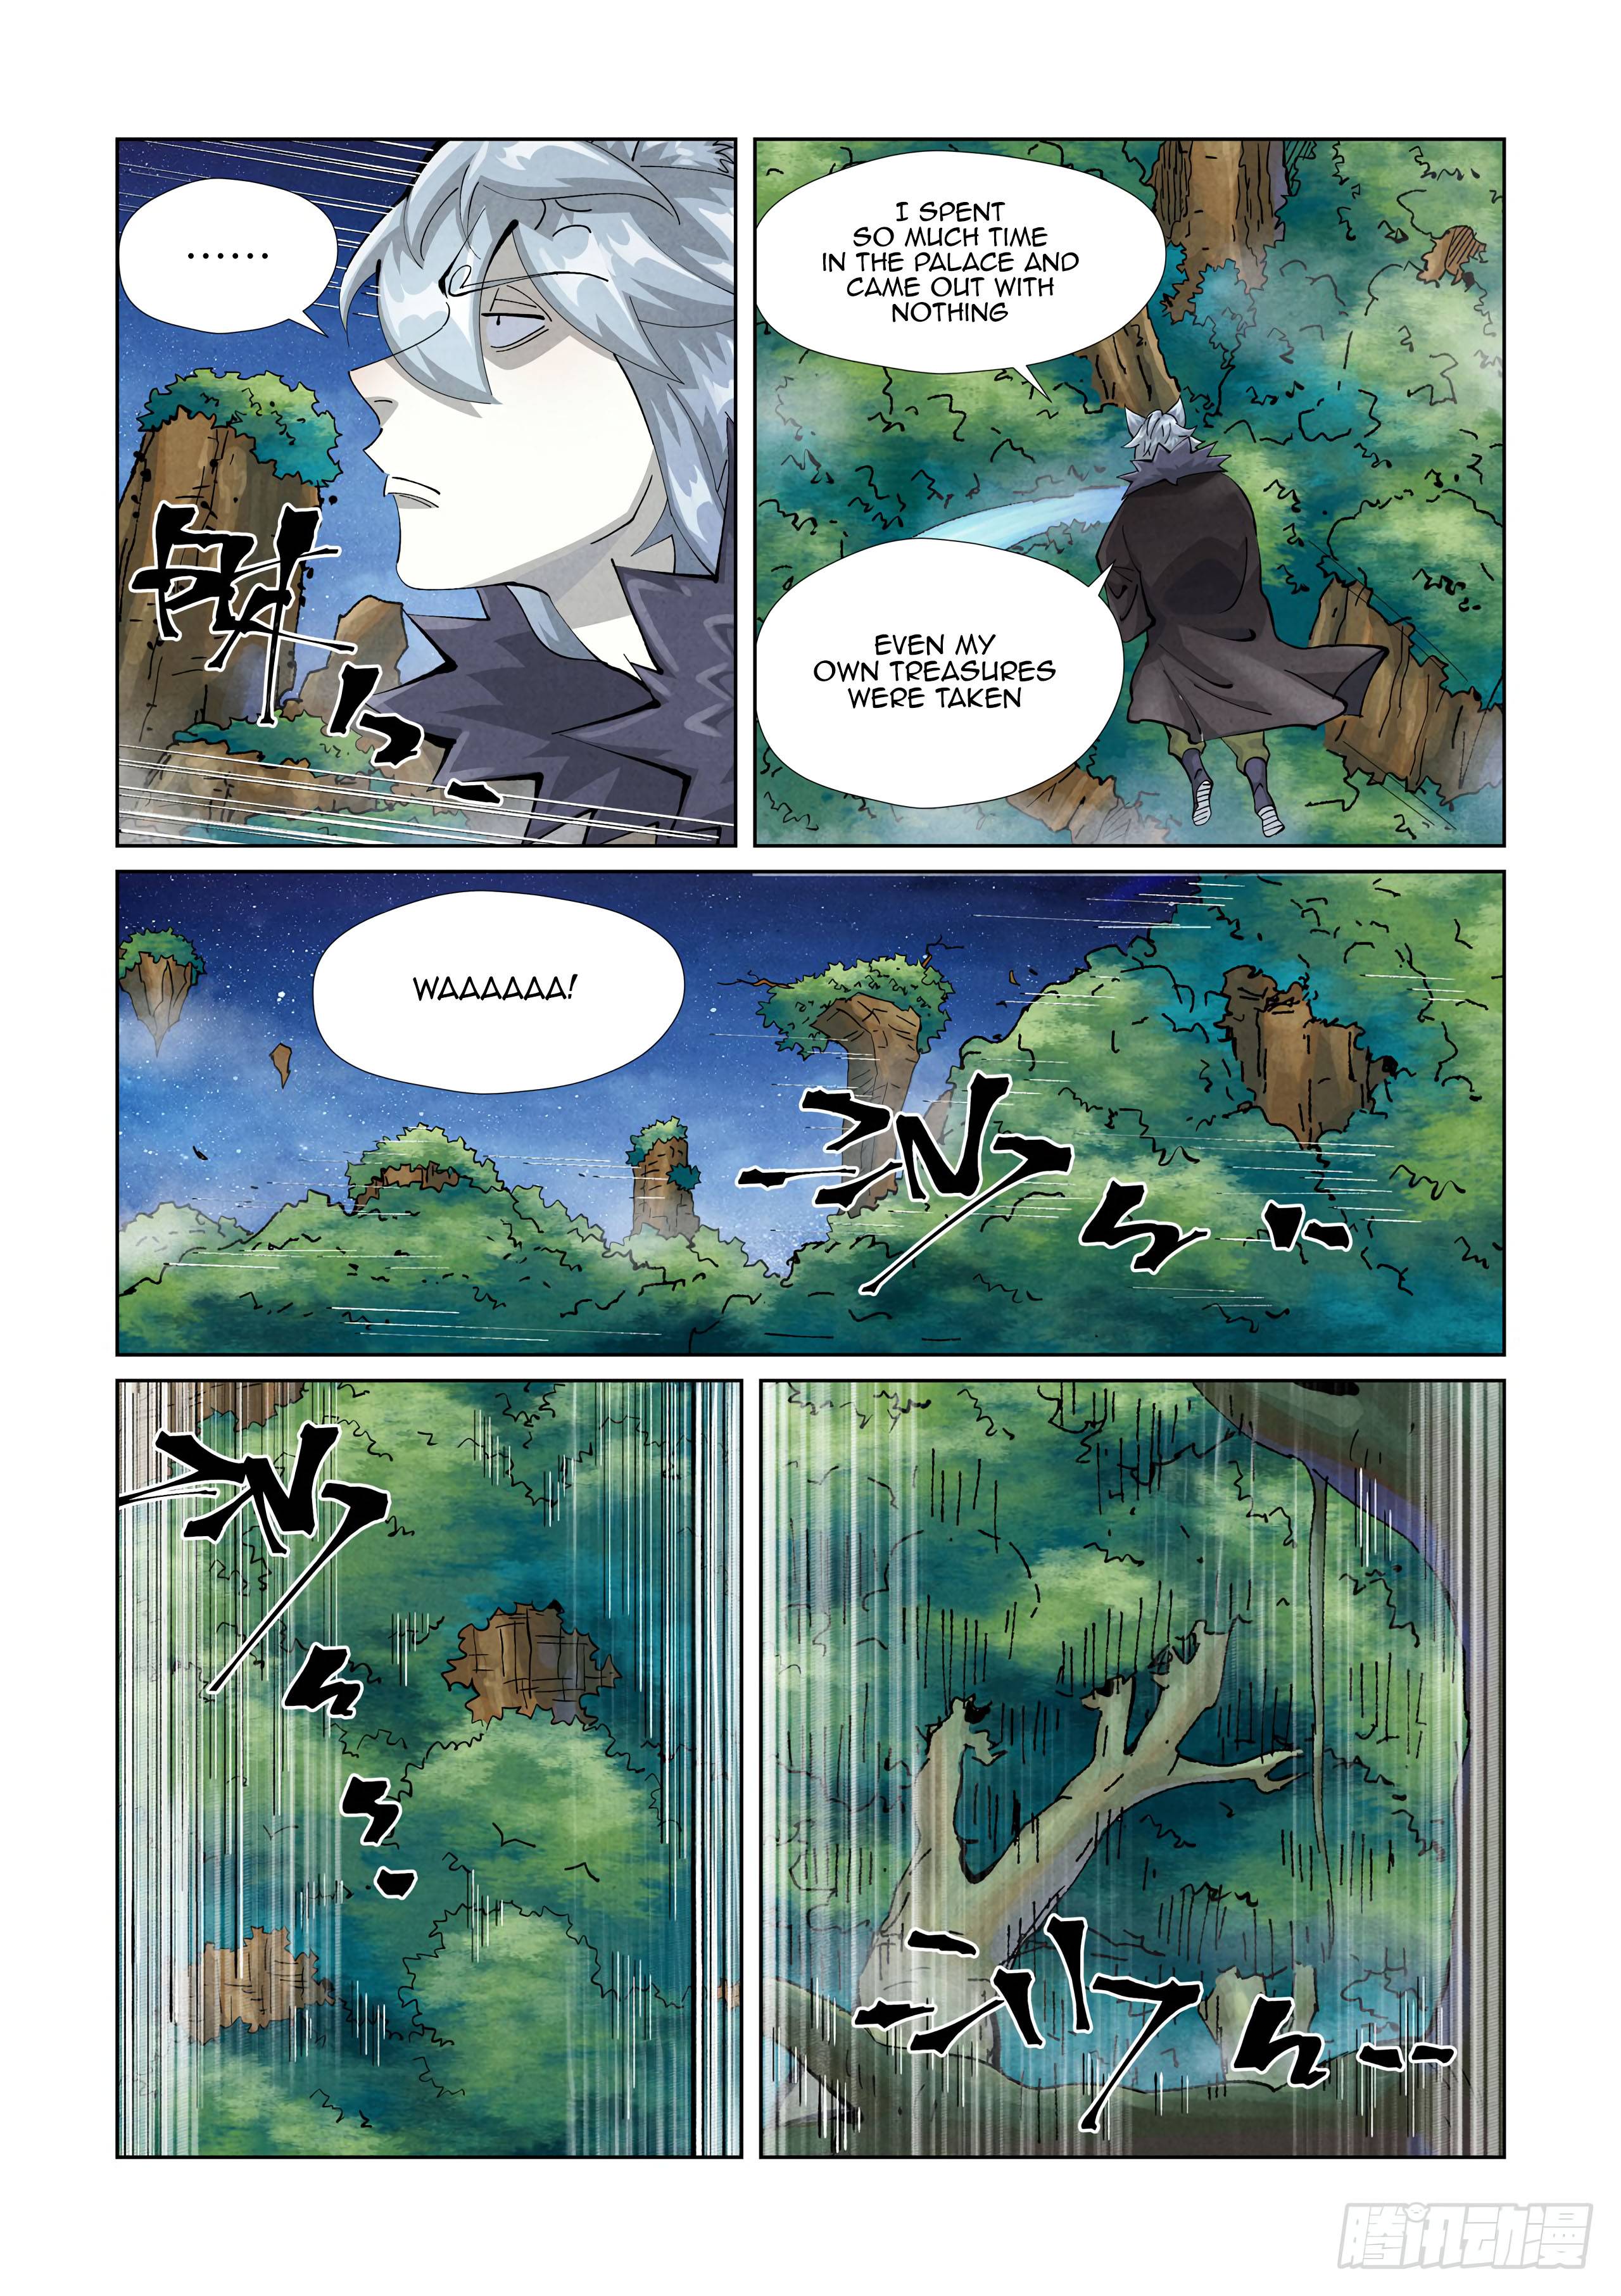 ......
I SPENT
SO MUCH TIME
IN THE PALACE AND
CAME OUT WITH
NOTHING
EVEN MY
OWN TREASURES
WERE TAKEN
WAAAAAA!
腾讯动漫